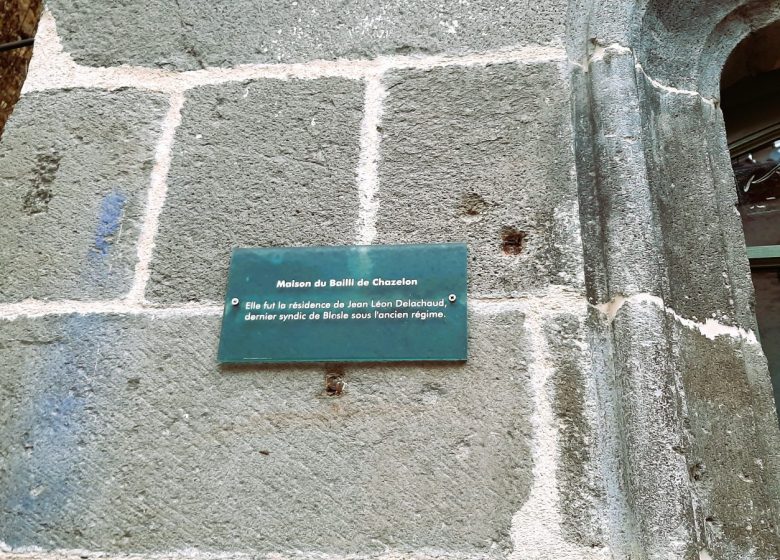 Maison du Bailli de Chazelon
Elle fut la résidence de Jean Léon Delachaud,
dernier syndic de Blesle sous l'ancien régime.